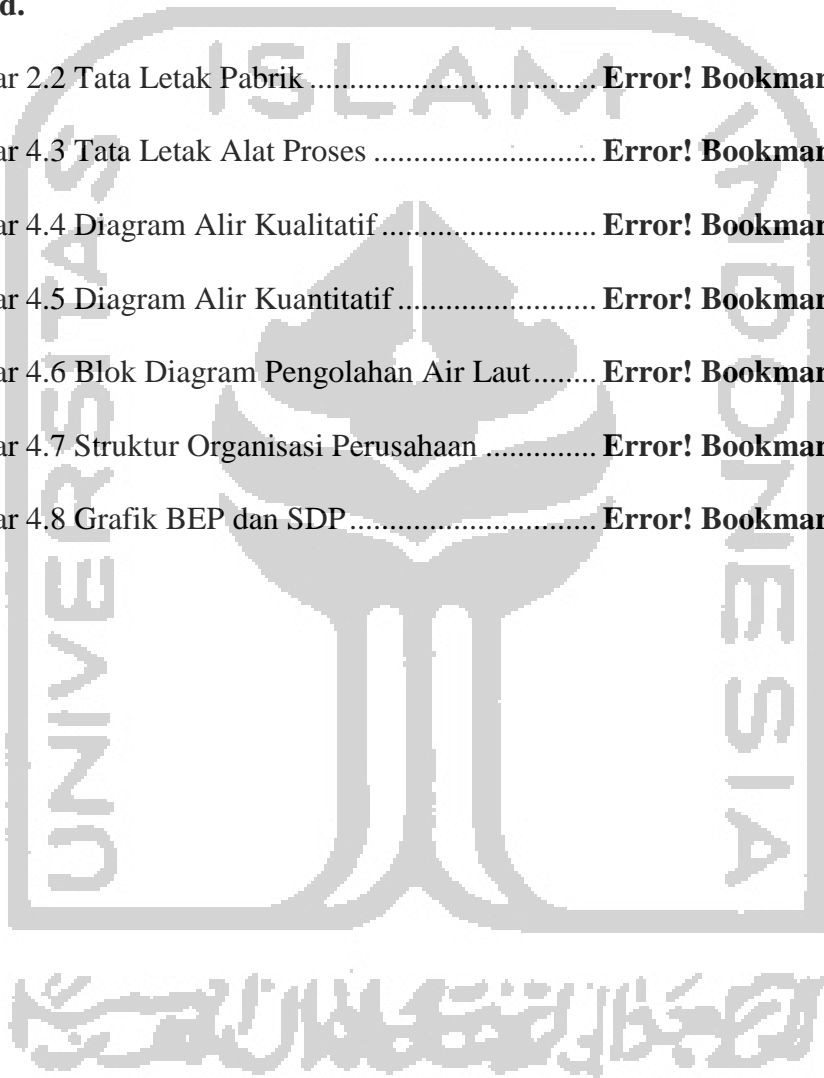 d.
ar 2.2 Tata Letak Pabrik .................................... Error! Bookmar
ar 4.3 Tata Letak Alat Proses ............................ Error! Bookmar
ar 4.4 Diagram Alir Kualitatif ........................... Error! Bookmar
ar 4.5 Diagram Alir Kuantitatif ......................... Error! Bookmar
ar 4.6 Blok Diagram Pengolahan Air Laut ........ Error! Bookmar
ar 4.7 Struktur Organisasi Perusahaan .............. Error! Bookmar
ar 4.8 Grafik BEP dan SDP ............................... Error! Bookmar
UNIVERSITAS
ISLAM
INDONESIA